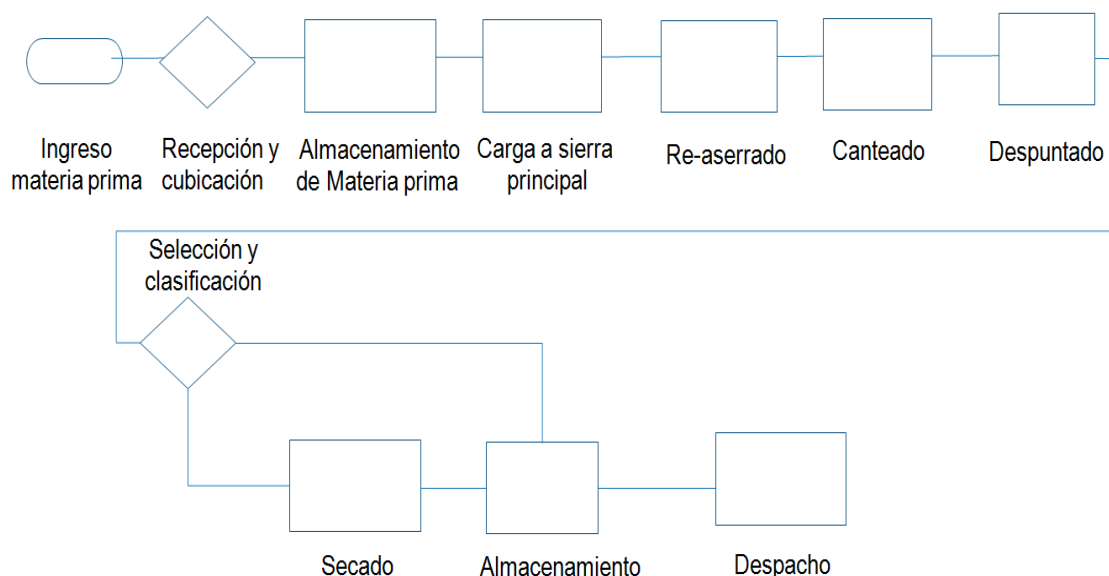 Ingreso
materia prima
Recepción y
cubicación
Almacenamiento
de Materia prima
Carga a sierra
principal
Re-aserrado
Canteado
Despuntado
Selección y
clasificación
Secado
Almacenamiento
Despacho